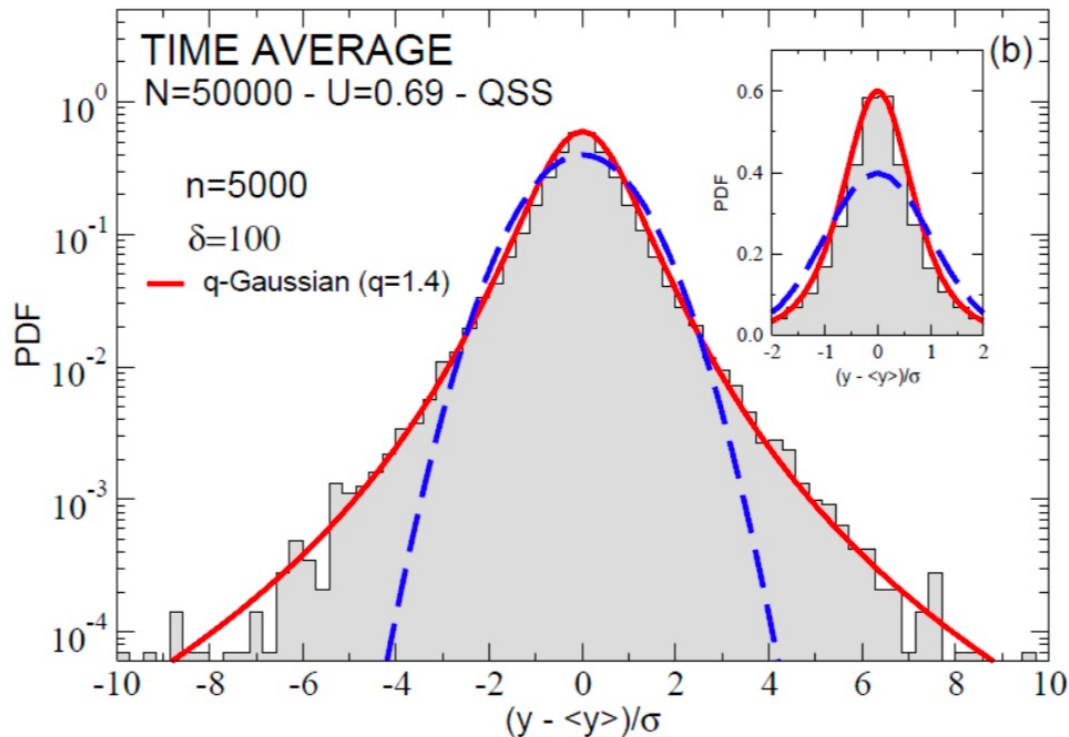 TIME AVERAGE
N=50000 - U=0.69 - QSS
n=5000
δ=100
q-Gaussian (q=1.4)
(b)
PDF
10^0
10^-1
10^-2
10^-3
10^-4
-10 -8 -6 -4 -2 0 2 4 6 8 10
(y - <y>)/σ
PDF
0.6
0.4
0.2
0.0
-2 -1 0 1 2
(y - <y>)/σ